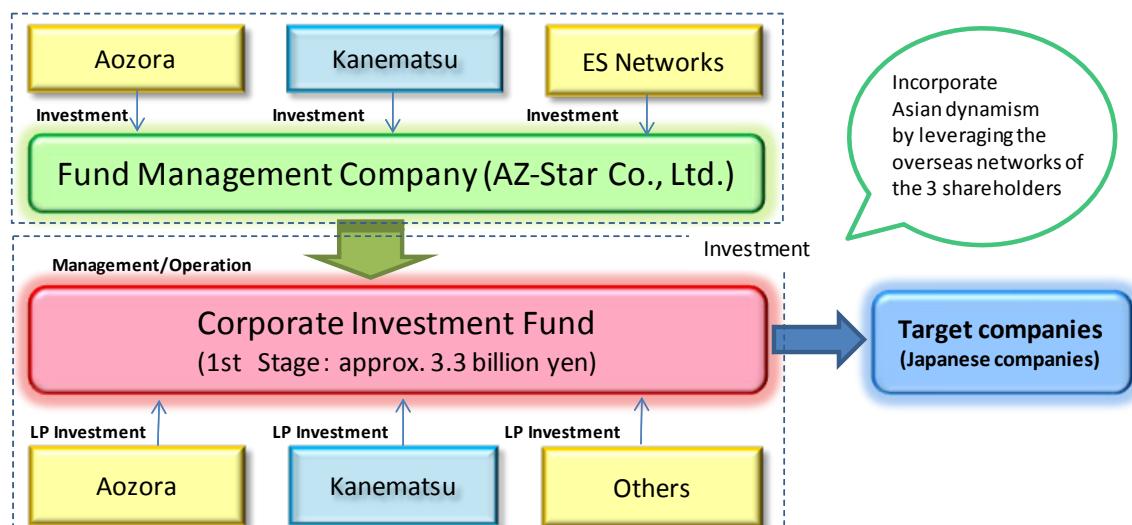 Aozora
Kanematsu
ES Networks
Investment
Investment
Investment
Fund Management Company (AZ-Star Co., Ltd.)
Incorporate
Asian dynamism
by leveraging the
overseas networks of
the 3 shareholders
Investment
Management/Operation
Corporate Investment Fund
(1st Stage: approx. 3.3 billion yen)
Target companies
(Japanese companies)
LP Investment
LP Investment
LP Investment
Aozora
Kanematsu
Others